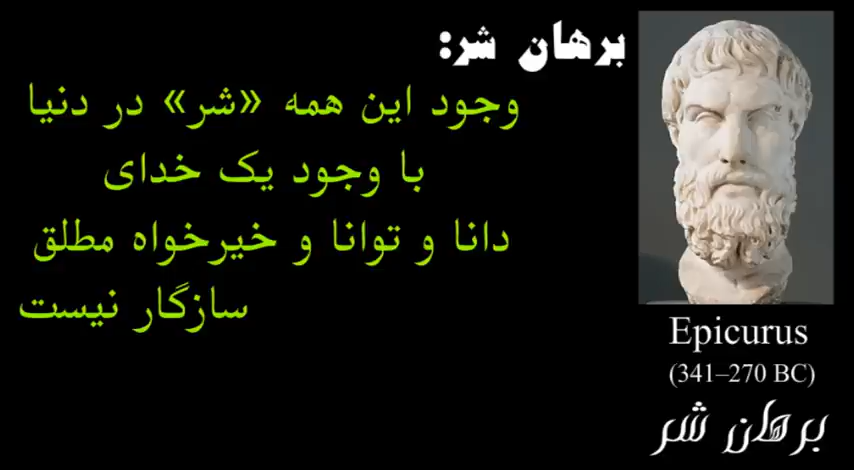 برهان شر:
وجود این همه «شر» در دنیا
با وجود یک خدای
دانا و توانا و خیرخواه مطلق
سازگار نیست
Epicurus
(341–270 BC)
برهان شر